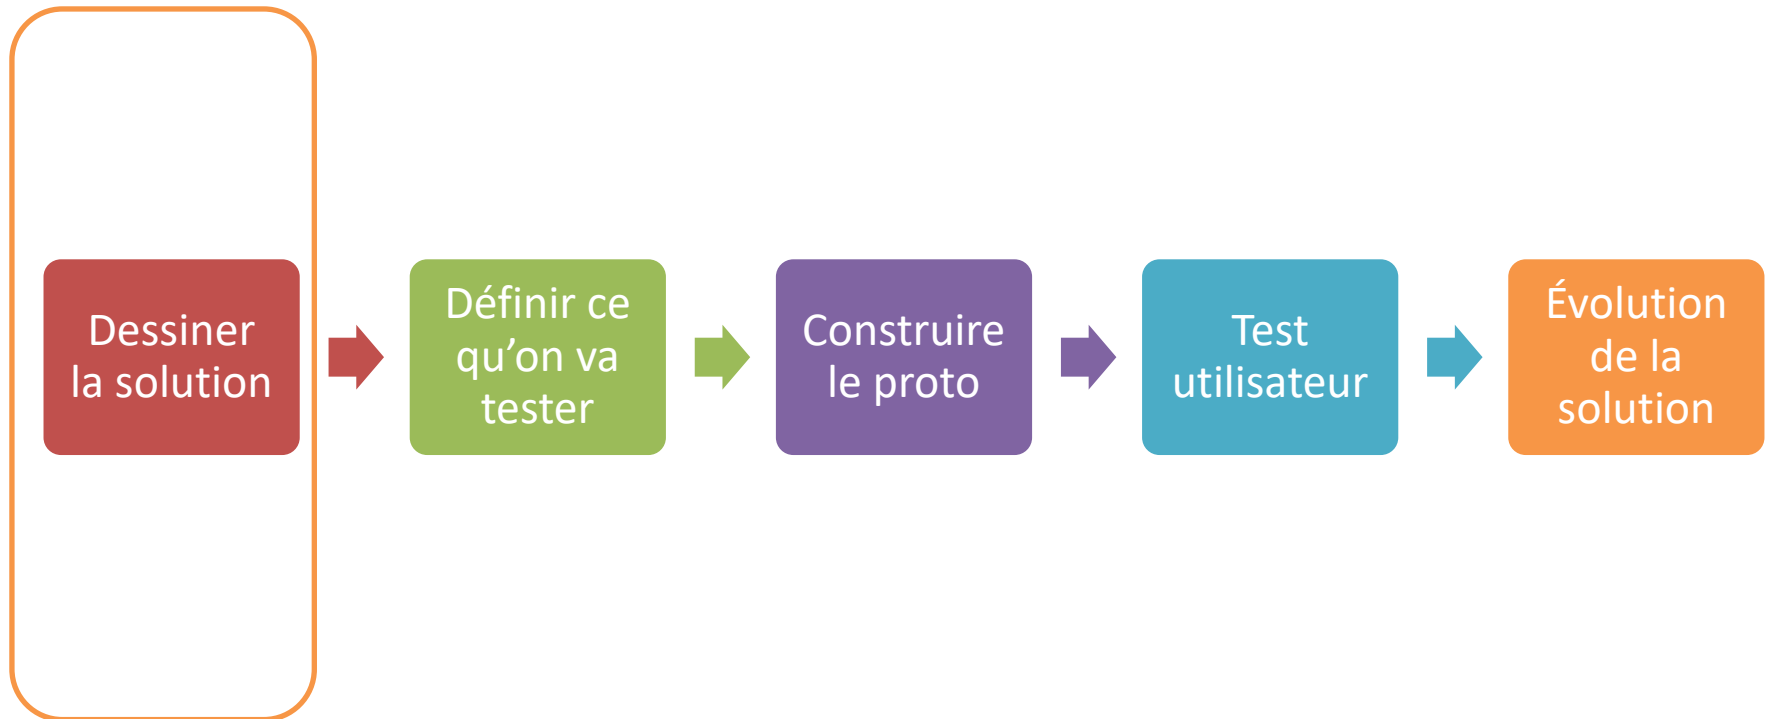 Dessiner
la solution
Définir ce
qu’on va
tester
Construire
le proto
Test
utilisateur
Évolution
de la
solution